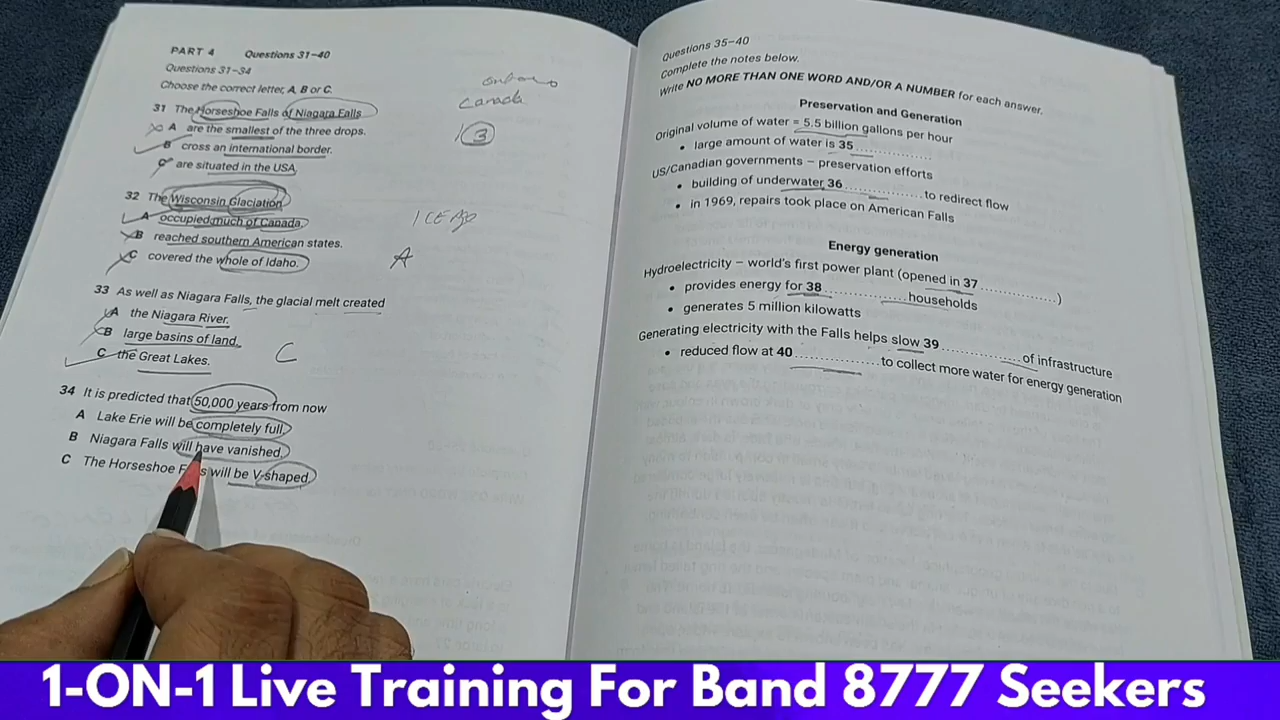 PART 4 Questions 31–40
Questions 31–34
Choose the correct letter, A, B or C.
31 The Horseshoe Falls of Niagara Falls
A are the smallest of the three drops.
B cross an international border.
C are situated in the USA.
32 The Wisconsin Glaciation
A occupied much of Canada.
B reached southern American states.
C covered the whole of Idaho.
33 As well as Niagara Falls, the glacial melt created
A the Niagara River.
B large basins of land.
C the Great Lakes.
34 It is predicted that 50,000 years from now
A Lake Erie will be completely full.
B Niagara Falls will have vanished.
C The Horseshoe Falls will be V-shaped.
Canada
3
ICE Age
A
C
Questions 35–40
Complete the notes below.
Write NO MORE THAN ONE WORD AND/OR A NUMBER for each answer.
Preservation and Generation
Original volume of water = 5.5 billion gallons per hour
• large amount of water is 35 ..................
US/Canadian governments – preservation efforts
• building of underwater 36 .................. to redirect flow
• in 1969, repairs took place on American Falls
Energy generation
Hydroelectricity – world's first power plant (opened in 37 ..................)
• provides energy for 38 .................. households
• generates 5 million kilowatts
Generating electricity with the Falls helps slow 39 .................. of infrastructure
• reduced flow at 40 .................. to collect more water for energy generation
1-ON-1 Live Training For Band 8777 Seekers